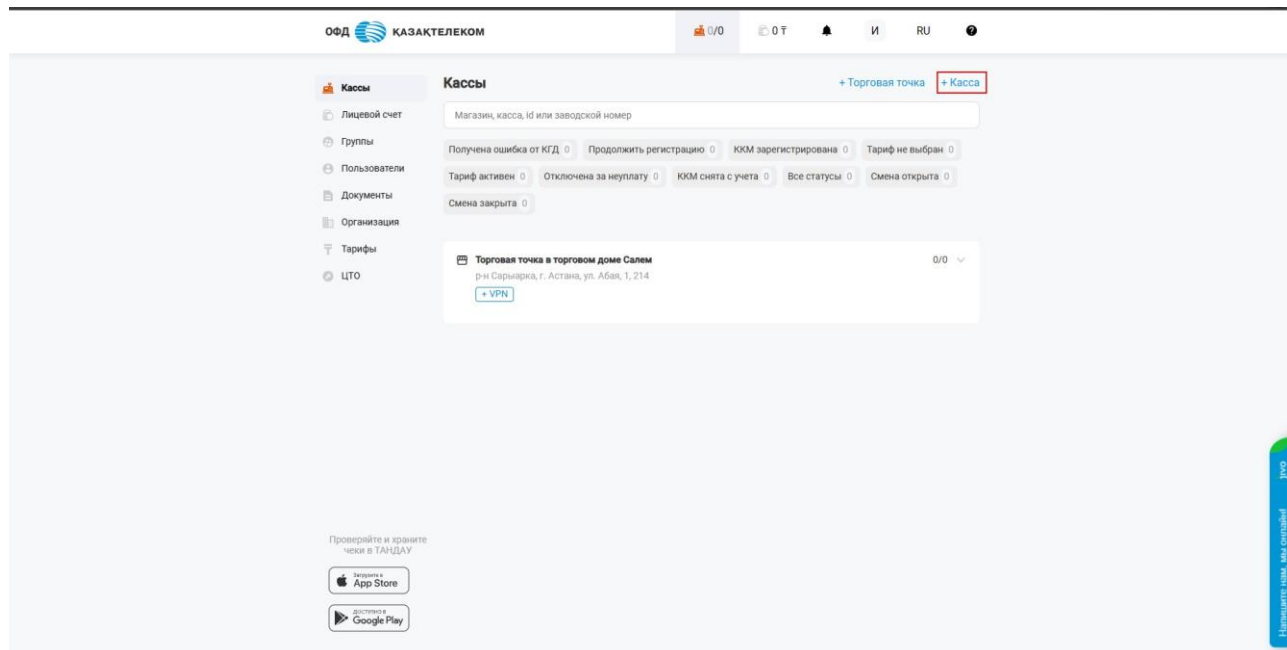 ОФД ҚАЗАҚТЕЛЕКОМ 0/0 0 ₸ И RU ?
Кассы
Лицевой счет
Группы
Пользователи
Документы
Организация
Тарифы
ЦТО
Кассы + Торговая точка + Касса
Магазин, касса, id или заводской номер
Получена ошибка от КГД 0 Продолжить регистрацию 0 ККМ зарегистрирована 0 Тариф не выбран 0
Тариф активен 0 Отключена за неуплату 0 ККМ снята с учета 0 Все статусы 0 Смена открыта 0
Смена закрыта 0
Торговая точка в торговом доме Салем 0/0
р-н Сарыарка, г. Астана, ул. Абая, 1, 214
+ VPN
Проверяйте и храните
чеки в ТАНДАУ
Загрузите в
App Store
ДОСТУПНО В
Google Play
Напишите нам, мы онлайн!
jivo